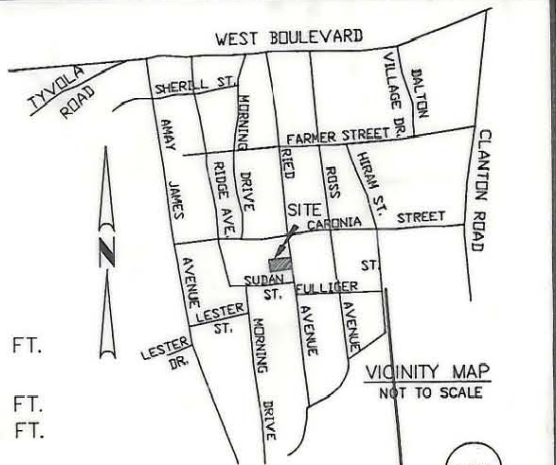 WEST BOULEVARD
TYVOLA
ROAD
SHERILL ST.
MORNING
DRIVE
VILLAGE DR.
DALTON
AMAY
JAMES
AVENUE
FARMER STREET
RIDGE AVE.
RIED
ROSS
HIRAM ST.
CLANTON ROAD
SITE
CARONIA STREET
N
SUDAN
ST.
FULLIGER
ST.
LESTER
ST.
LESTER
DR.
MORNING
DRIVE
AVENUE
AVENUE
VICINITY MAP
NOT TO SCALE
FT.
FT.
FT.